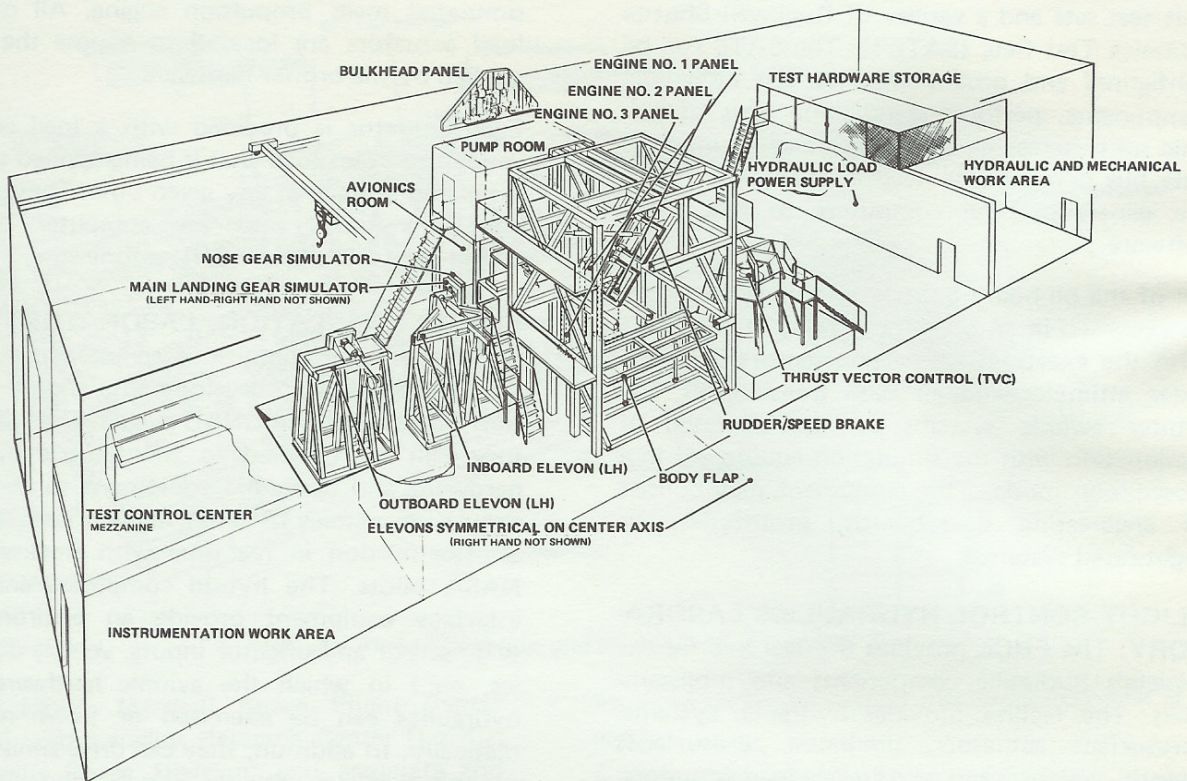 BULKHEAD PANEL
ENGINE NO. 1 PANEL
ENGINE NO. 2 PANEL
ENGINE NO. 3 PANEL
TEST HARDWARE STORAGE
PUMP ROOM
HYDRAULIC LOAD
POWER SUPPLY
HYDRAULIC AND MECHANICAL
WORK AREA
AVIONICS
ROOM
NOSE GEAR SIMULATOR
MAIN LANDING GEAR SIMULATOR
(LEFT HAND-RIGHT HAND NOT SHOWN)
THRUST VECTOR CONTROL (TVC)
RUDDER/SPEED BRAKE
BODY FLAP
INBOARD ELEVON (LH)
OUTBOARD ELEVON (LH)
ELEVONS SYMMETRICAL ON CENTER AXIS
(RIGHT HAND NOT SHOWN)
TEST CONTROL CENTER
MEZZANINE
INSTRUMENTATION WORK AREA